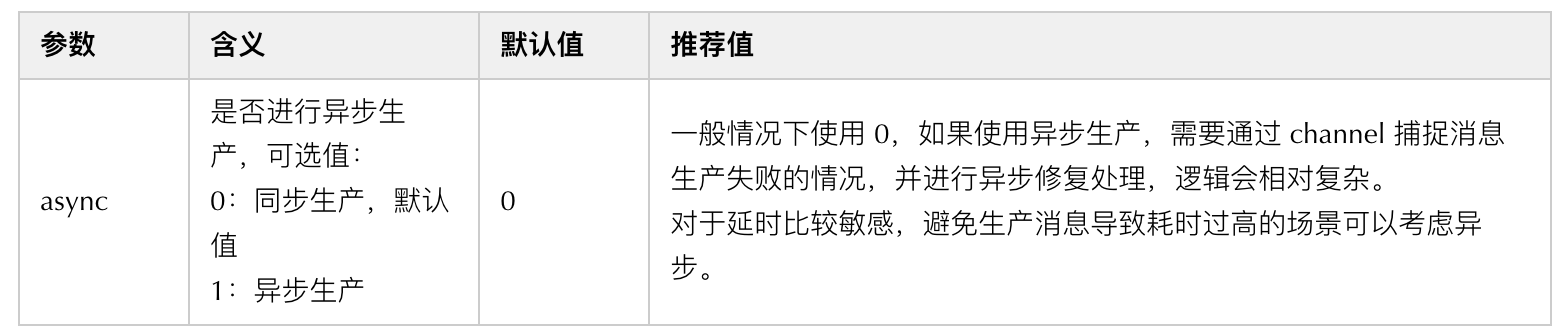 参数 含义 默认值 推荐值
async
是否进行异步生
产，可选值：
0：同步生产，默认
值
1：异步生产
0
一般情况下使用 0，如果使用异步生产，需要通过 channel 捕捉消息
生产失败的情况，并进行异步修复处理，逻辑会相对复杂。
对于延时比较敏感，避免生产消息导致耗时过高的场景可以考虑异
步。